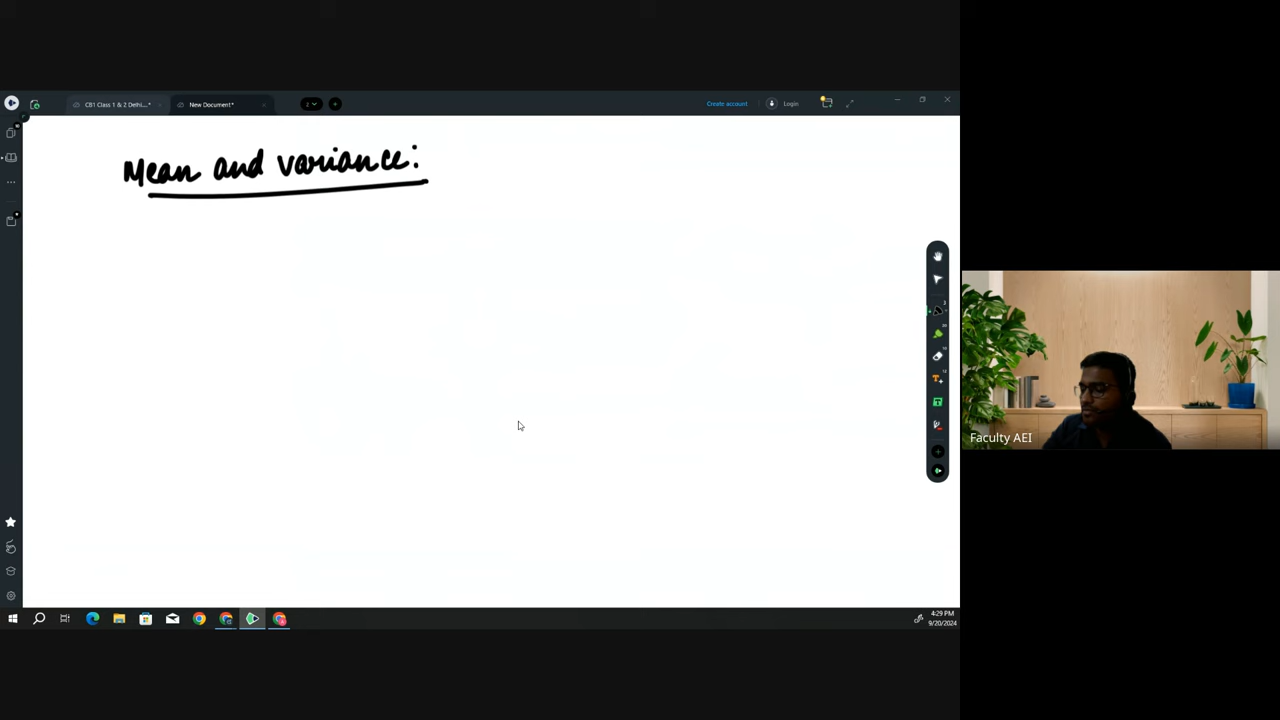 CB1 Class 1 & 2 Delhi...*
New Document*
2
Create account
Login
Mean and variance:
Faculty AEI
4:29 PM
9/20/2024